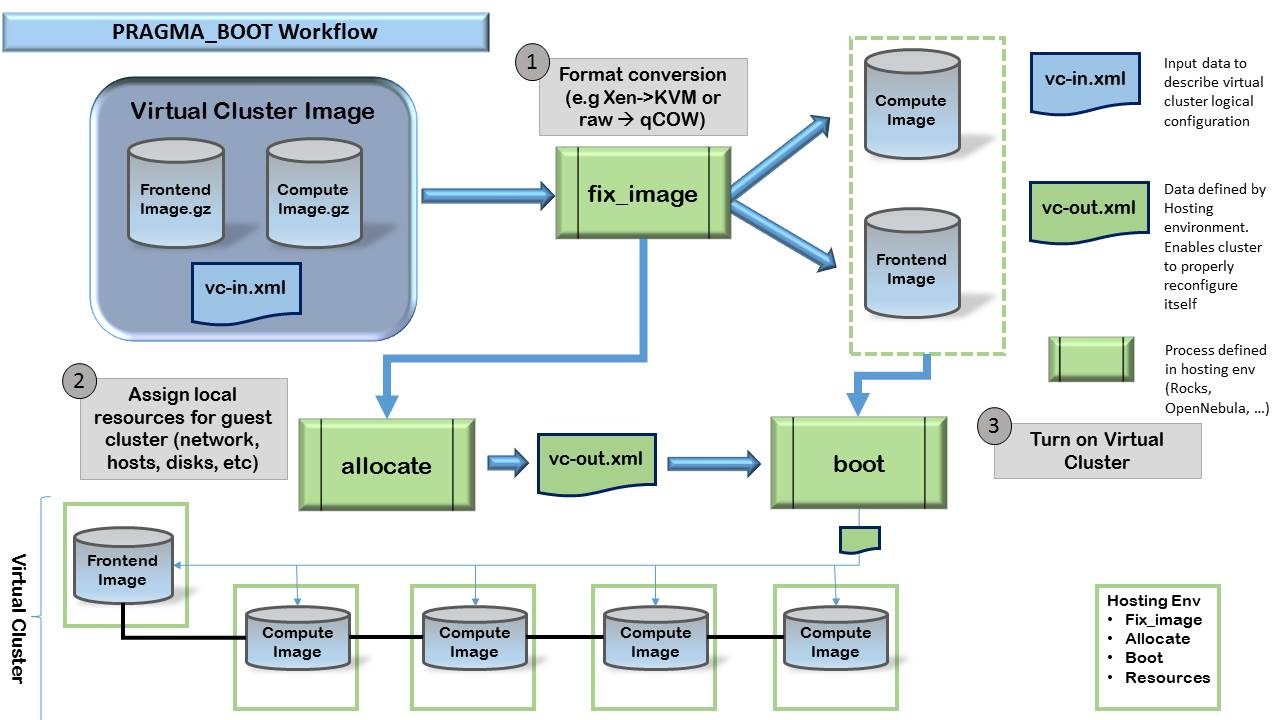 PRAGMA_BOOT Workflow
Virtual Cluster Image
Frontend
Image.gz
Compute
Image.gz
vc-in.xml
1
Format conversion
(e.g Xen->KVM or
raw → qCOW)
fix_image
Compute
Image
Frontend
Image
vc-in.xml
Input data to
describe virtual
cluster logical
configuration
vc-out.xml
Data defined by
Hosting
environment.
Enables cluster
to properly
reconfigure
itself
Process defined
in hosting env
(Rocks,
OpenNebula, ...)
2
Assign local
resources for guest
cluster (network,
hosts, disks, etc)
allocate
vc-out.xml
boot
3
Turn on Virtual
Cluster
Virtual Cluster
Frontend
Image
Compute
Image
Compute
Image
Compute
Image
Compute
Image
Hosting Env
• Fix_image
• Allocate
• Boot
• Resources